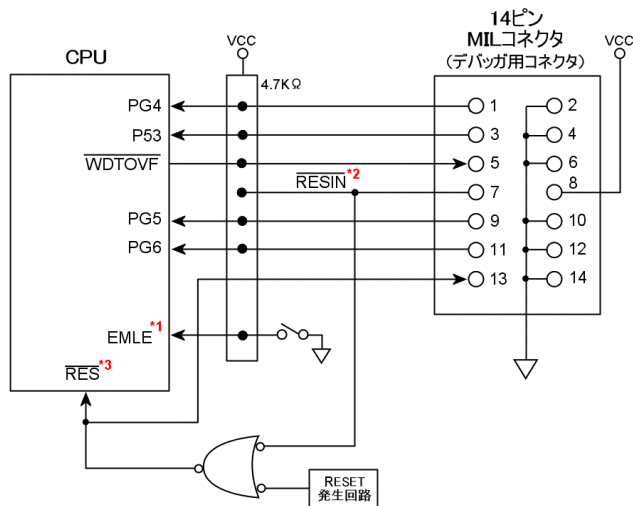 14ピン
MILコネクタ
(デバッガ用コネクタ)
CPU
VCC
VCC
4.7KΩ
PG4
1
2
P53
3
4
WDTOVF
5
6
RESIN*2
7
8
PG5
9
10
PG6
11
12
13
14
EMLE*1
RES*3
RESET
発生回路